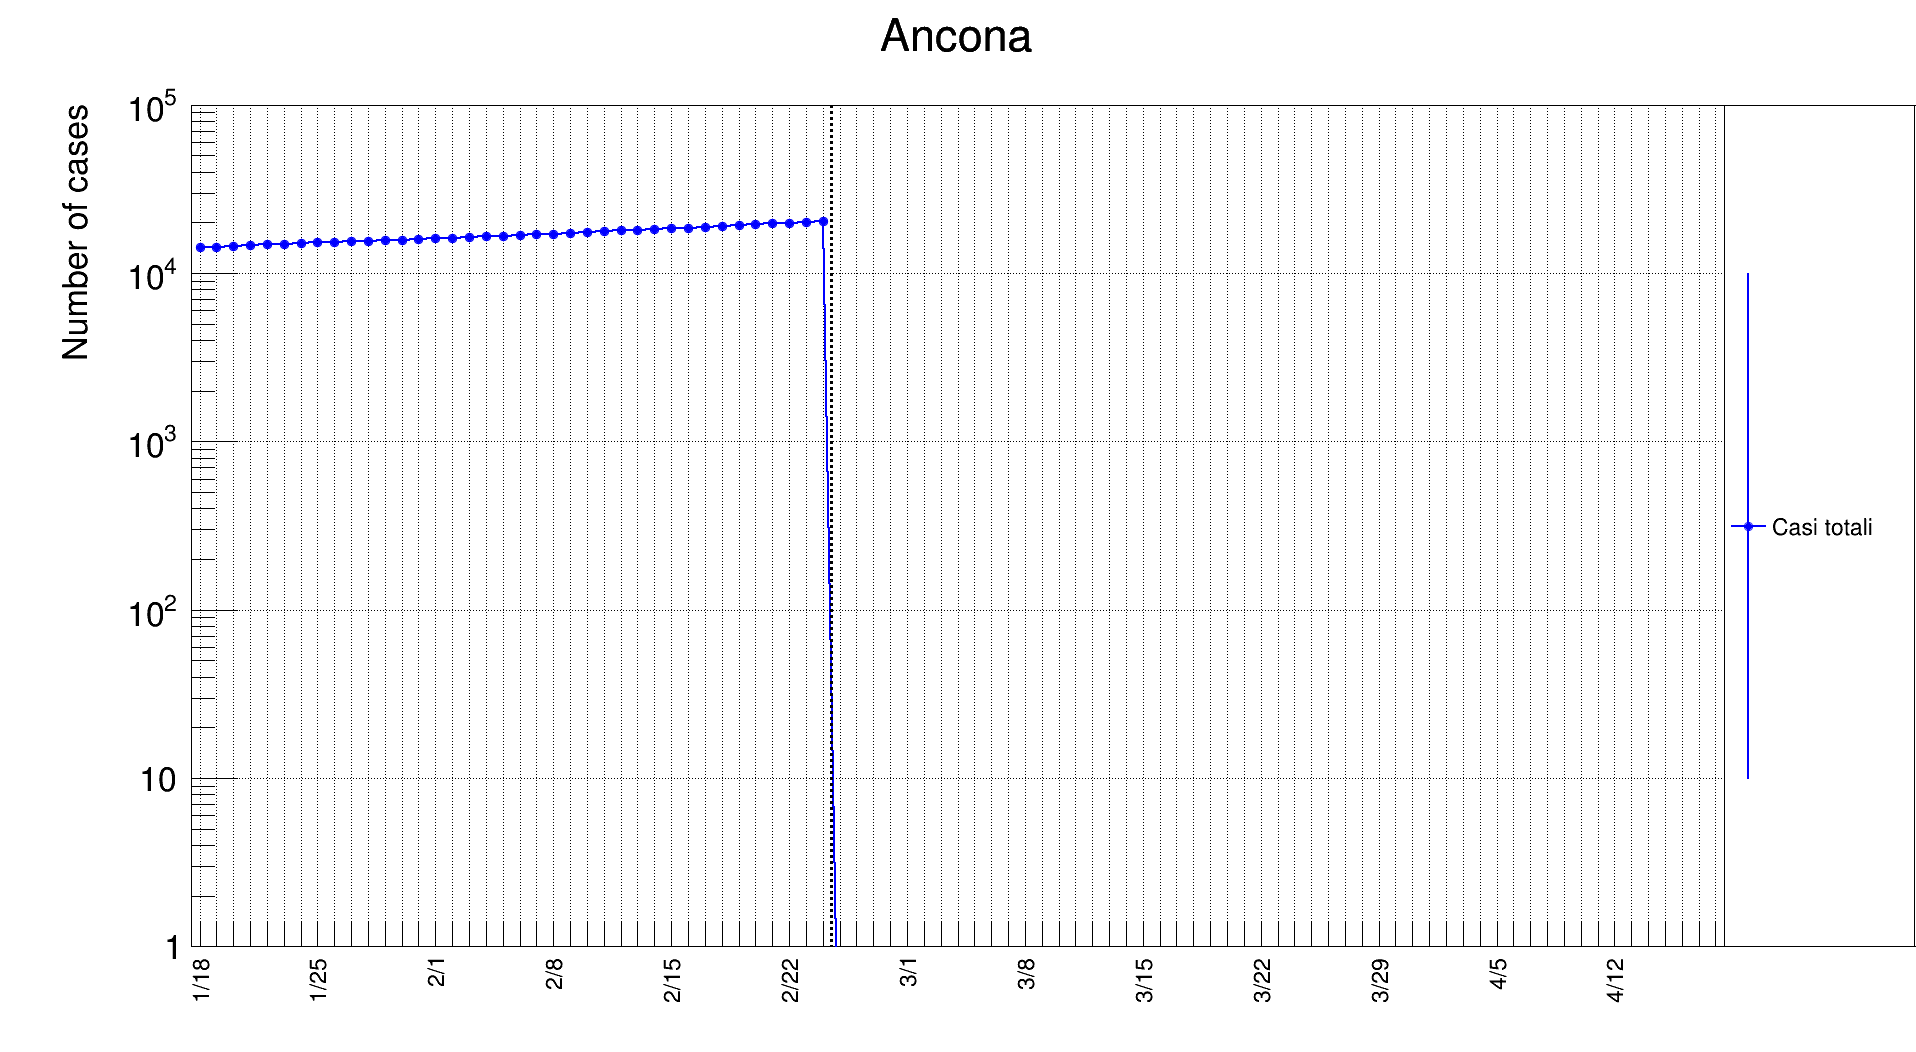 Ancona
Number of cases
10^5
10^4
10^3
10^2
10
1
1/18 1/25 2/1 2/8 2/15 2/22 3/1 3/8 3/15 3/22 3/29 4/5 4/12
Casi totali